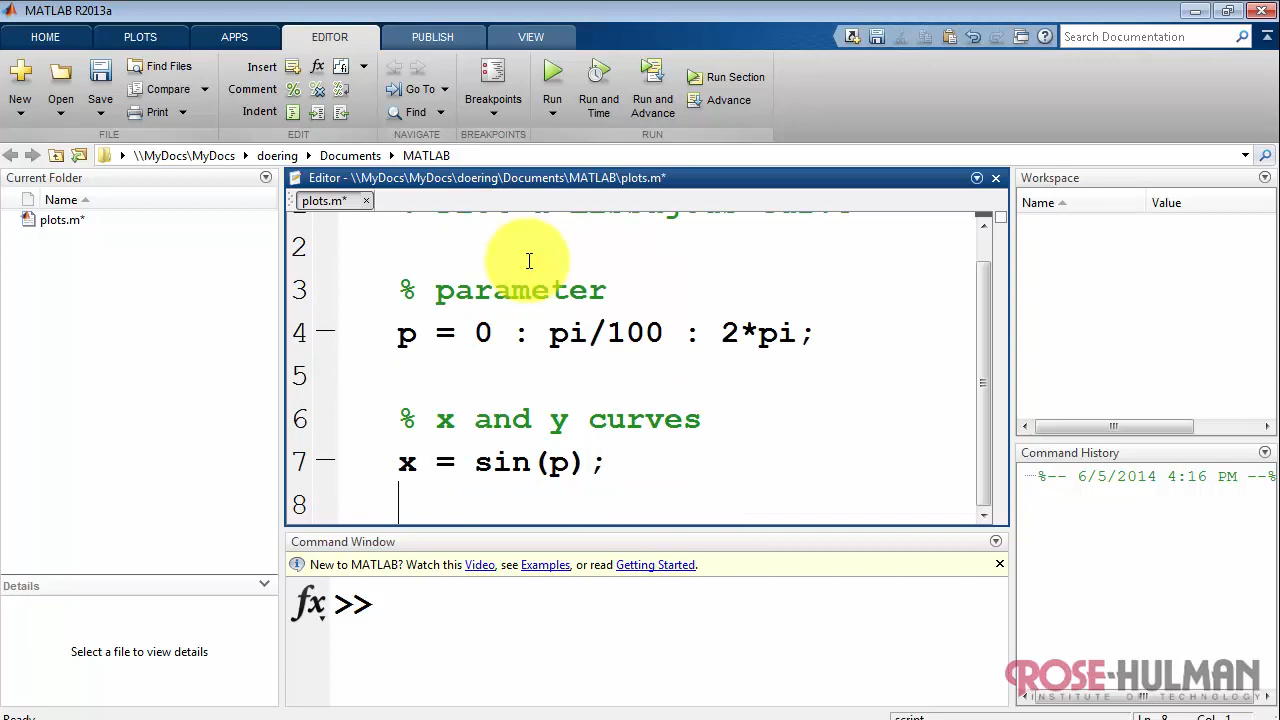 MATLAB R2013a
HOME PLOTS APPS EDITOR PUBLISH VIEW Search Documentation
New Open Save Find Files Compare Print
Insert fx Comment Indent
Go To Find
Breakpoints
Run Run and Time Run and Advance Run Section Advance
FILE EDIT NAVIGATE BREAKPOINTS RUN
\\MyDocs\MyDocs doering Documents MATLAB
Current Folder
Name
plots.m*
Details
Select a file to view details
Editor - \\MyDocs\MyDocs\doering\Documents\MATLAB\plots.m*
plots.m*
2
3 % parameter
4 p = 0 : pi/100 : 2*pi;
5
6 % x and y curves
7 x = sin(p);
8
Command Window
New to MATLAB? Watch this Video, see Examples, or read Getting Started.
fx >>
Workspace
Name Value
Command History
%-- 6/5/2014 4:16 PM --%
ROSE-HULMAN
INSTITUTE OF TECHNOLOGY